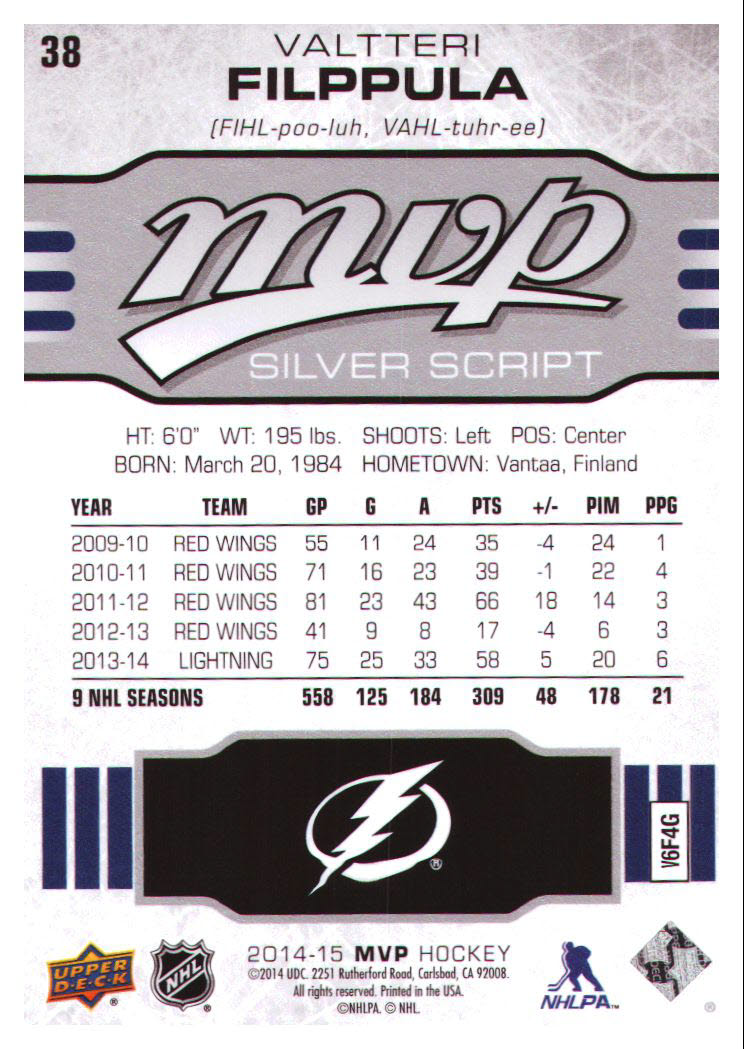 38
VALTTERI
FILPPULA
(FIHL-poo-luh, VAHL-tuhr-ee)
mvp
SILVER SCRIPT
HT: 6'0" WT: 195 lbs. SHOOTS: Left POS: Center
BORN: March 20, 1984 HOMETOWN: Vantaa, Finland
YEAR TEAM GP G A PTS +/- PIM PPG
2009-10 RED WINGS 55 11 24 35 -4 24 1
2010-11 RED WINGS 71 16 23 39 -1 22 4
2011-12 RED WINGS 81 23 43 66 18 14 3
2012-13 RED WINGS 41 9 8 17 -4 6 3
2013-14 LIGHTNING 75 25 33 58 5 20 6
9 NHL SEASONS 558 125 184 309 48 178 21
®
V6F4G
UPPER
D·E·C·K
®
NHL
®
2014-15 MVP HOCKEY
©2014 UDC. 2251 Rutherford Road, Carlsbad, CA 92008.
All rights reserved. Printed in the USA.
©NHLPA. © NHL.
NHLPA™
®